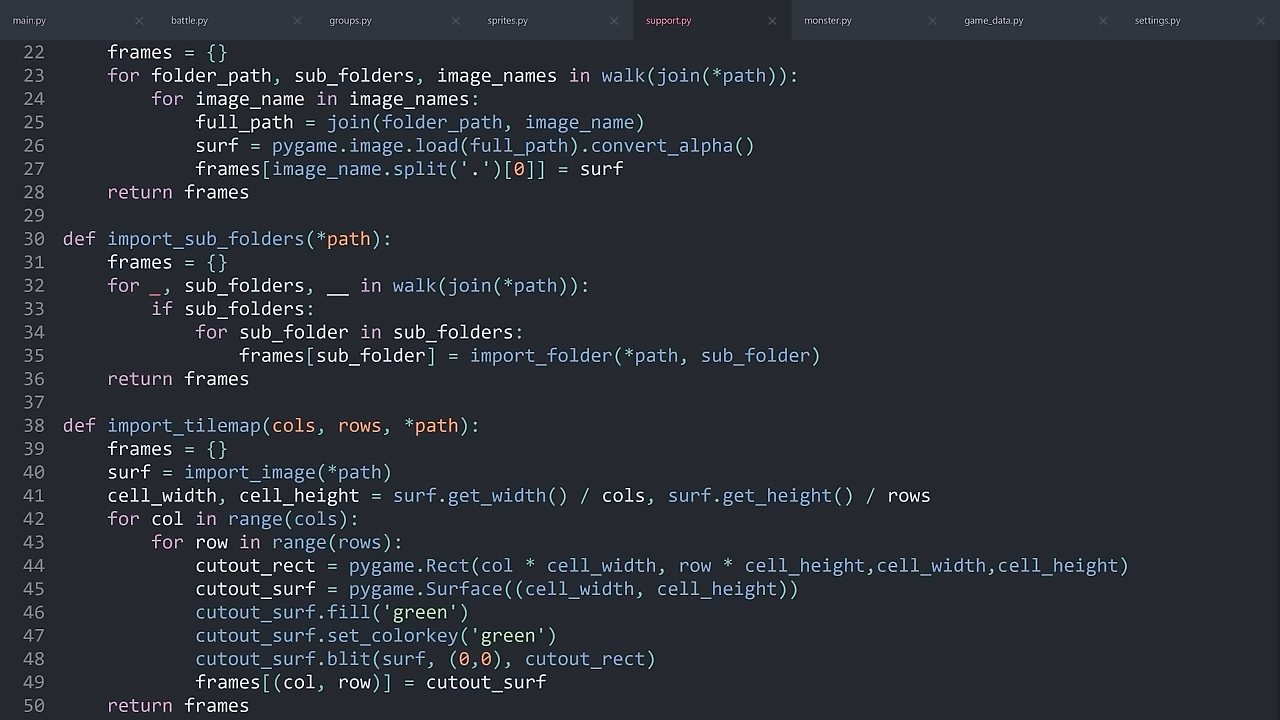 main.py × battle.py × groups.py × sprites.py × support.py × monster.py × game_data.py × settings.py ×
22     frames = {}
23     for folder_path, sub_folders, image_names in walk(join(*path)):
24         for image_name in image_names:
25             full_path = join(folder_path, image_name)
26             surf = pygame.image.load(full_path).convert_alpha()
27             frames[image_name.split('.')[0]] = surf
28     return frames
29
30 def import_sub_folders(*path):
31     frames = {}
32     for _, sub_folders, __ in walk(join(*path)):
33         if sub_folders:
34             for sub_folder in sub_folders:
35                 frames[sub_folder] = import_folder(*path, sub_folder)
36     return frames
37
38 def import_tilemap(cols, rows, *path):
39     frames = {}
40     surf = import_image(*path)
41     cell_width, cell_height = surf.get_width() / cols, surf.get_height() / rows
42     for col in range(cols):
43         for row in range(rows):
44             cutout_rect = pygame.Rect(col * cell_width, row * cell_height,cell_width,cell_height)
45             cutout_surf = pygame.Surface((cell_width, cell_height))
46             cutout_surf.fill('green')
47             cutout_surf.set_colorkey('green')
48             cutout_surf.blit(surf, (0,0), cutout_rect)
49             frames[(col, row)] = cutout_surf
50     return frames